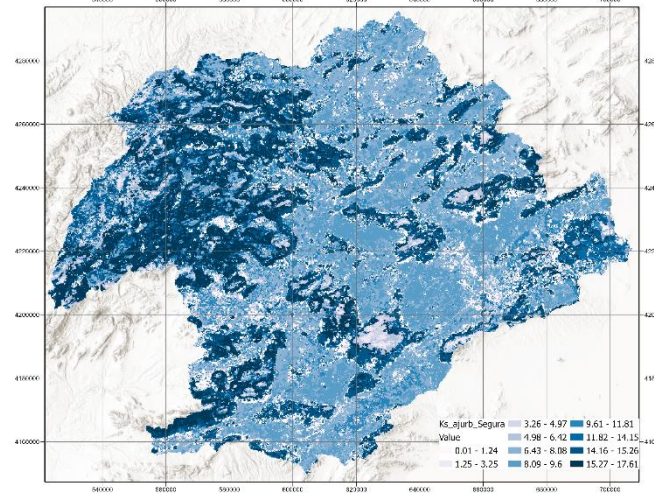 4280000
4260000
4240000
4220000
4200000
4180000
4160000
Ks_ajurb_Segura
Value
0.01 - 1.24
1.25 - 3.25
3.26 - 4.97
4.98 - 6.42
6.43 - 8.08
8.09 - 9.6
9.61 - 11.81
11.82 - 14.15
14.16 - 15.26
15.27 - 17.61
540000
560000
580000
600000
620000
640000
660000
680000
700000